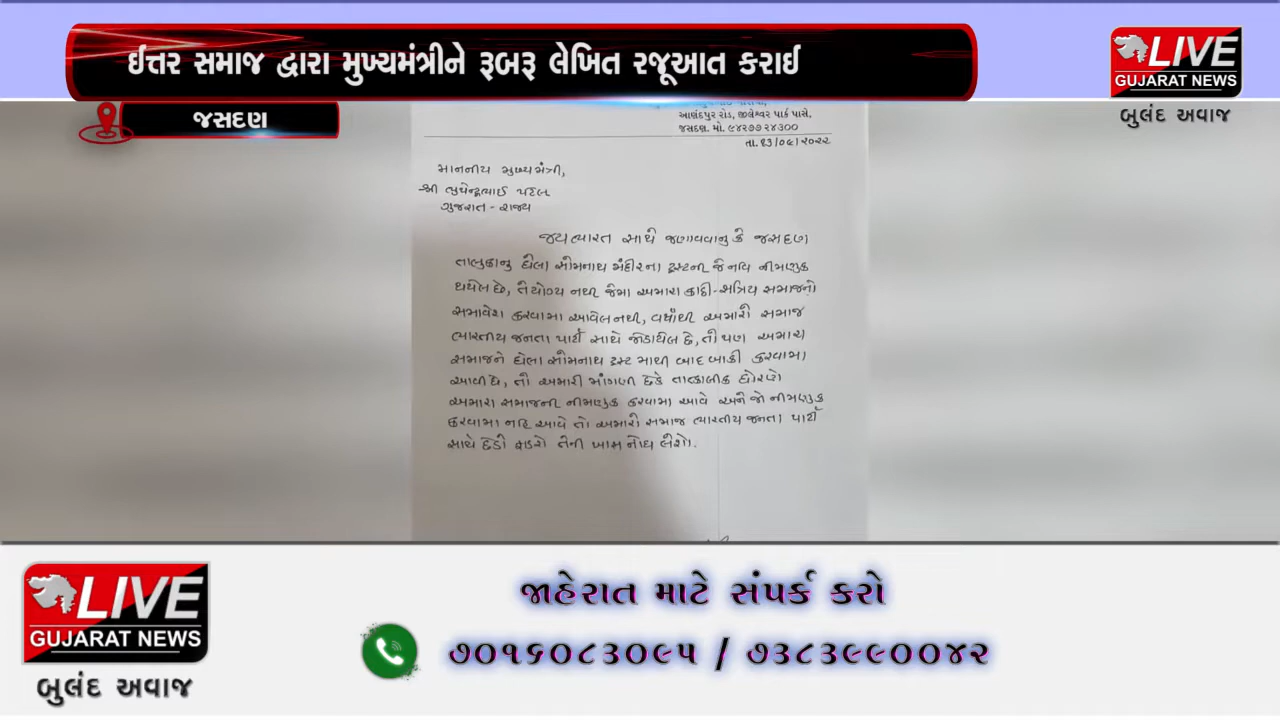 ઈત્તર સમાજ દ્વારા મુખ્યમંત્રીને રૂબરૂ લેખિત રજૂઆત કરાઈ
LIVE
GUJARAT NEWS
બુલંદ અવાજ
જસદણ
આણંદપુર રોડ, જીલેશ્વર પાર્ક પાસે,
જસદણ. મો. ૯૪૨૭૭૨૪૩૦૦
તા. ૧૩/૦૯/૨૦૨૨
માનનીય મુખ્યમંત્રી,
શ્રી ભુપેન્દ્રભાઈ પટેલ
ગુજરાત - રાજ્ય
જયભારત સાથે જણાવવાનુ કે જસદણ
તાલુકાનુ ઘેલા સોમનાથ મંદીરના ટ્રસ્ટની જે નવિ નીમણુક
થયેલ છે, તે યોગ્ય નથી જેમા અમારા કાઠી-ક્ષત્રિય સમાજનો
સમાવેશ કરવામા આવેલ નથી, વર્ષોથી અમારો સમાજ
ભારતીય જનતા પાર્ટી સાથે જોડાયેલ છે, તો પણ અમારા
સમાજને ઘેલા સોમનાથ ટ્રસ્ટ માથી બાદ બાકી કરવામા
આવી છે, તો અમારી માંગણી છે કે તાત્કાલીક ધોરણે
અમારા સમાજની નીમણુક કરવામા આવે અને જો નીમણુક
કરવામા નહિ આવે તો અમારો સમાજ ભારતીય જનતા પાર્ટી
સાથે છેડો ફાડશે તેની ખાસ નોધ લેશો.
LIVE
GUJARAT NEWS
બુલંદ અવાજ
જાહેરાત માટે સંપર્ક કરો
૭૦૧૬૦૮૩૦૯૫ / ૭૩૮૩૯૯૦૦૪૨